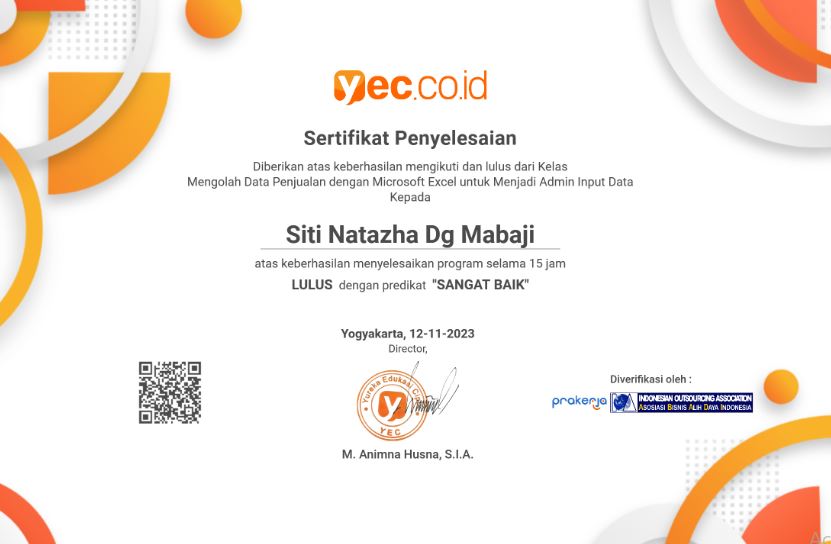 yec.co.id
Sertifikat Penyelesaian
Diberikan atas keberhasilan mengikuti dan lulus dari Kelas
Mengolah Data Penjualan dengan Microsoft Excel untuk Menjadi Admin Input Data
Kepada
Siti Natazha Dg Mabaji
atas keberhasilan menyelesaikan program selama 15 jam
LULUS dengan predikat "SANGAT BAIK"
Yogyakarta, 12-11-2023
Director,
Yureka Edukasi
YEC
M. Animna Husna, S.I.A.
Diverifikasi oleh :
prakerja
INDONESIAN OUTSOURCING ASSOCIATION
ASOSIASI BISNIS ALIH DAYA INDONESIA